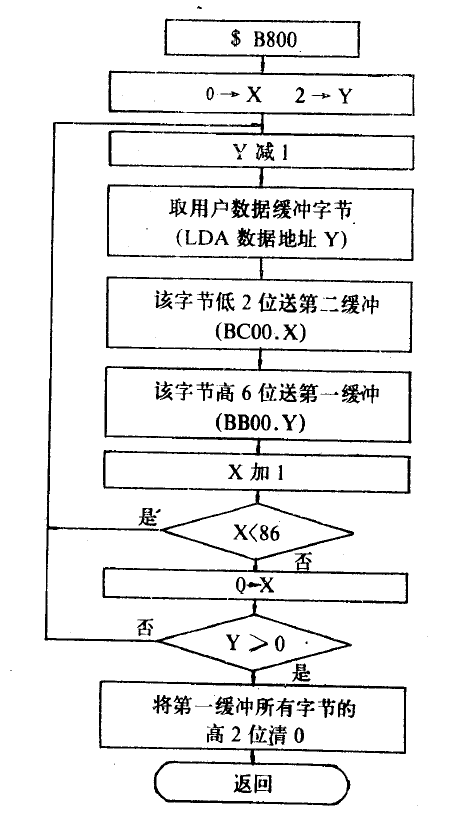 $ B800
0→X 2→Y
Y 减 1
取用户数据缓冲字节
(LDA 数据地址 Y)
该字节低 2 位送第二缓冲
(BC00.X)
该字节高 6 位送第一缓冲
(BB00.Y)
X 加 1
是
X<86
否
0→X
否
Y≥0
是
将第一缓冲所有字节的
高 2 位清 0
返回